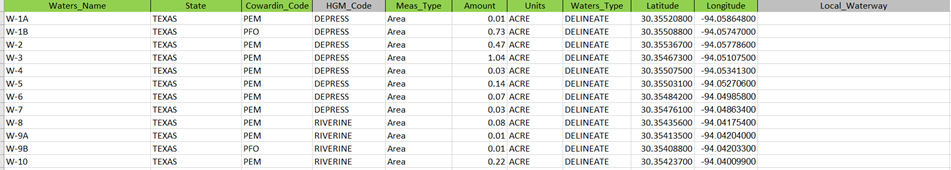 Waters_Name State Cowardin_Code HGM_Code Meas_Type Amount Units Waters_Type Latitude Longitude Local_Waterway
W-1A TEXAS PEM DEPRESS Area 0.01 ACRE DELINEATE 30.35520800 -94.05864800
W-1B TEXAS PFO DEPRESS Area 0.73 ACRE DELINEATE 30.35508800 -94.05747000
W-2 TEXAS PEM DEPRESS Area 0.47 ACRE DELINEATE 30.35536700 -94.05778600
W-3 TEXAS PEM DEPRESS Area 1.04 ACRE DELINEATE 30.35467300 -94.05107500
W-4 TEXAS PEM DEPRESS Area 0.03 ACRE DELINEATE 30.35507500 -94.05341300
W-5 TEXAS PEM DEPRESS Area 0.14 ACRE DELINEATE 30.35503100 -94.05270600
W-6 TEXAS PEM DEPRESS Area 0.07 ACRE DELINEATE 30.35484200 -94.04985800
W-7 TEXAS PEM DEPRESS Area 0.03 ACRE DELINEATE 30.35476100 -94.04863400
W-8 TEXAS PEM RIVERINE Area 0.08 ACRE DELINEATE 30.35435600 -94.04175400
W-9A TEXAS PEM RIVERINE Area 0.01 ACRE DELINEATE 30.35413500 -94.04204000
W-9B TEXAS PFO RIVERINE Area 0.01 ACRE DELINEATE 30.35408800 -94.04203300
W-10 TEXAS PEM RIVERINE Area 0.22 ACRE DELINEATE 30.35423700 -94.04009900